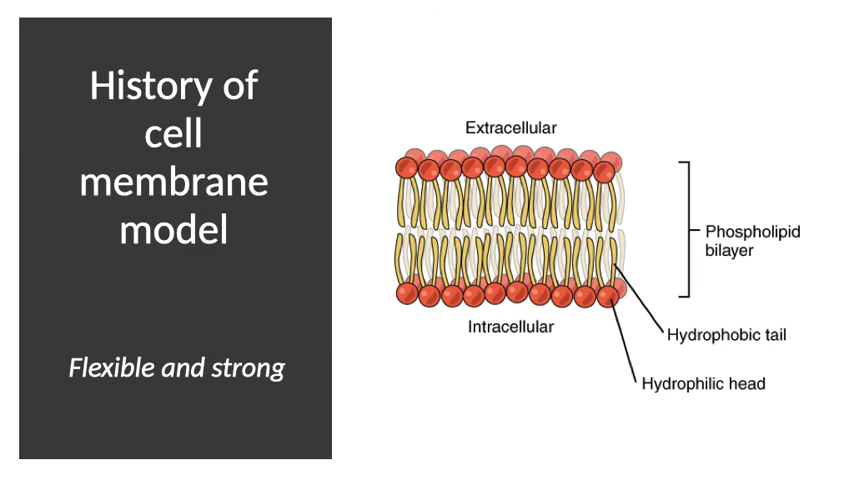 History of
cell
membrane
model
Flexible and strong
Extracellular
Phospholipid
bilayer
Intracellular
Hydrophobic tail
Hydrophilic head